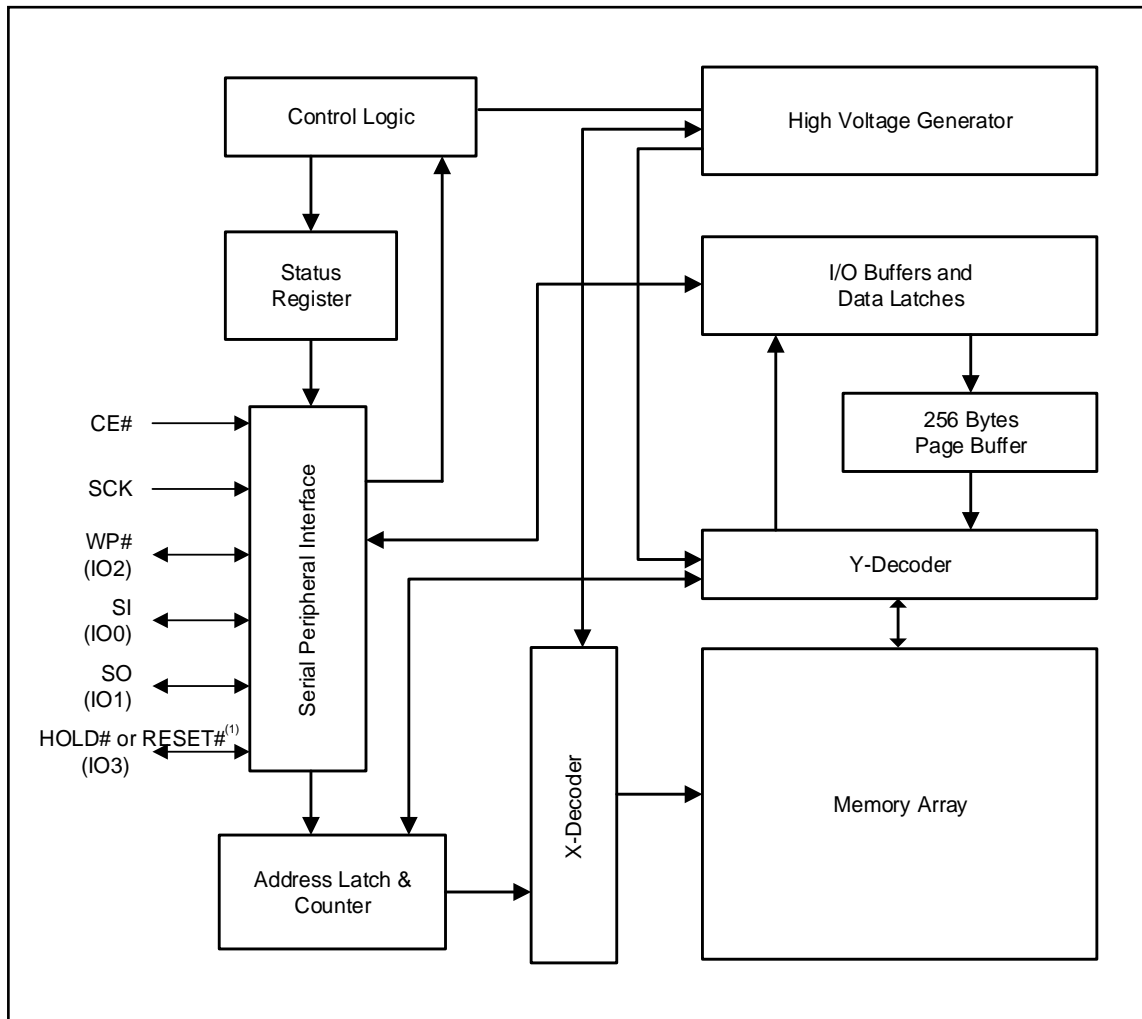 Control Logic
High Voltage Generator
Status
Register
I/O Buffers and
Data Latches
256 Bytes
Page Buffer
Y-Decoder
CE#
SCK
WP#
(IO2)
SI
(IO0)
SO
(IO1)
HOLD# or RESET#(1)
(IO3)
Serial Peripheral Interface
Address Latch &
Counter
X-Decoder
Memory Array